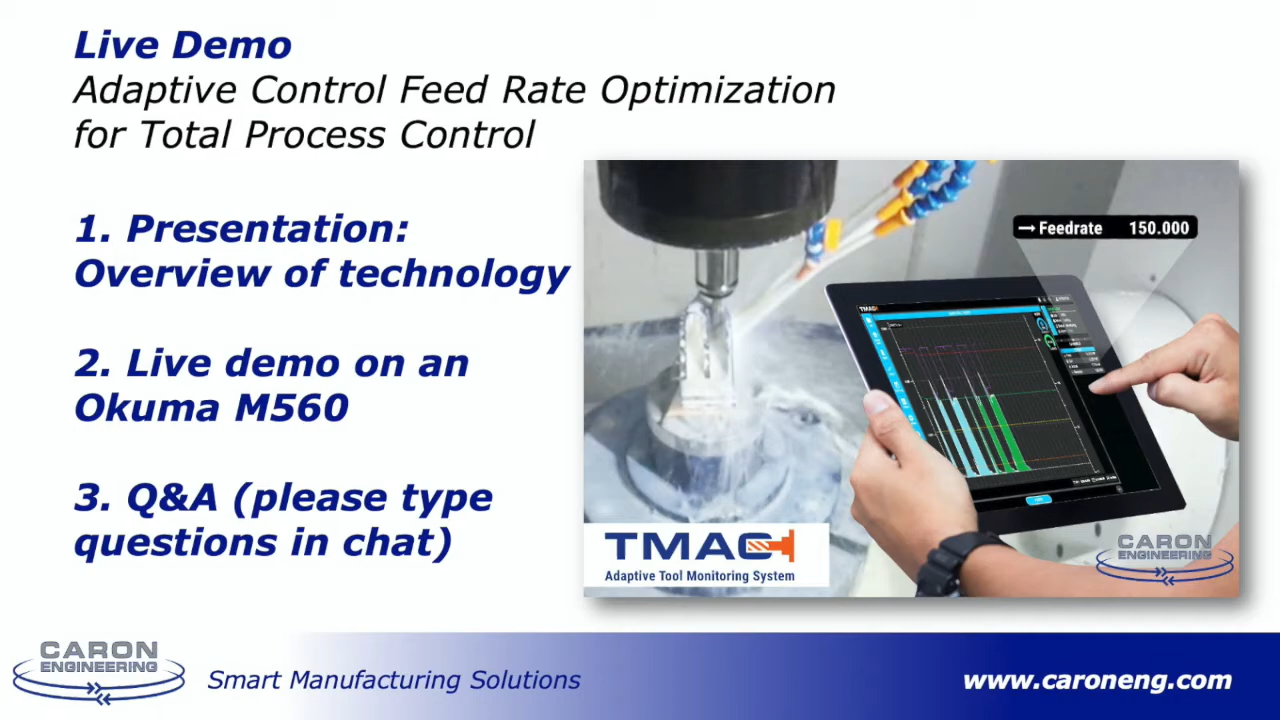 Live Demo
Adaptive Control Feed Rate Optimization
for Total Process Control
1. Presentation:
Overview of technology
2. Live demo on an
Okuma M560
3. Q&A (please type
questions in chat)
→ Feedrate 150.000
TMAC
TMAC
Adaptive Tool Monitoring System
CARON
ENGINEERING
CARON
ENGINEERING
Smart Manufacturing Solutions
www.caroneng.com